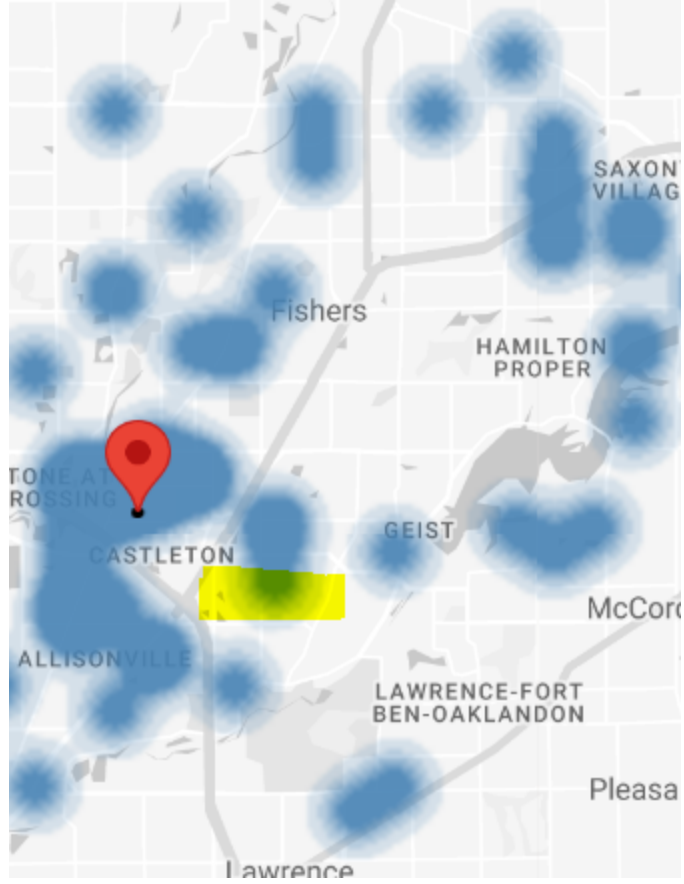 SAXON
VILLAG
Fishers
HAMILTON
PROPER
TONE AT
ROSSING
GEIST
CASTLETON
McCord
ALLISONVILLE
LAWRENCE-FORT
BEN-OAKLANDON
Pleasa
Lawrence